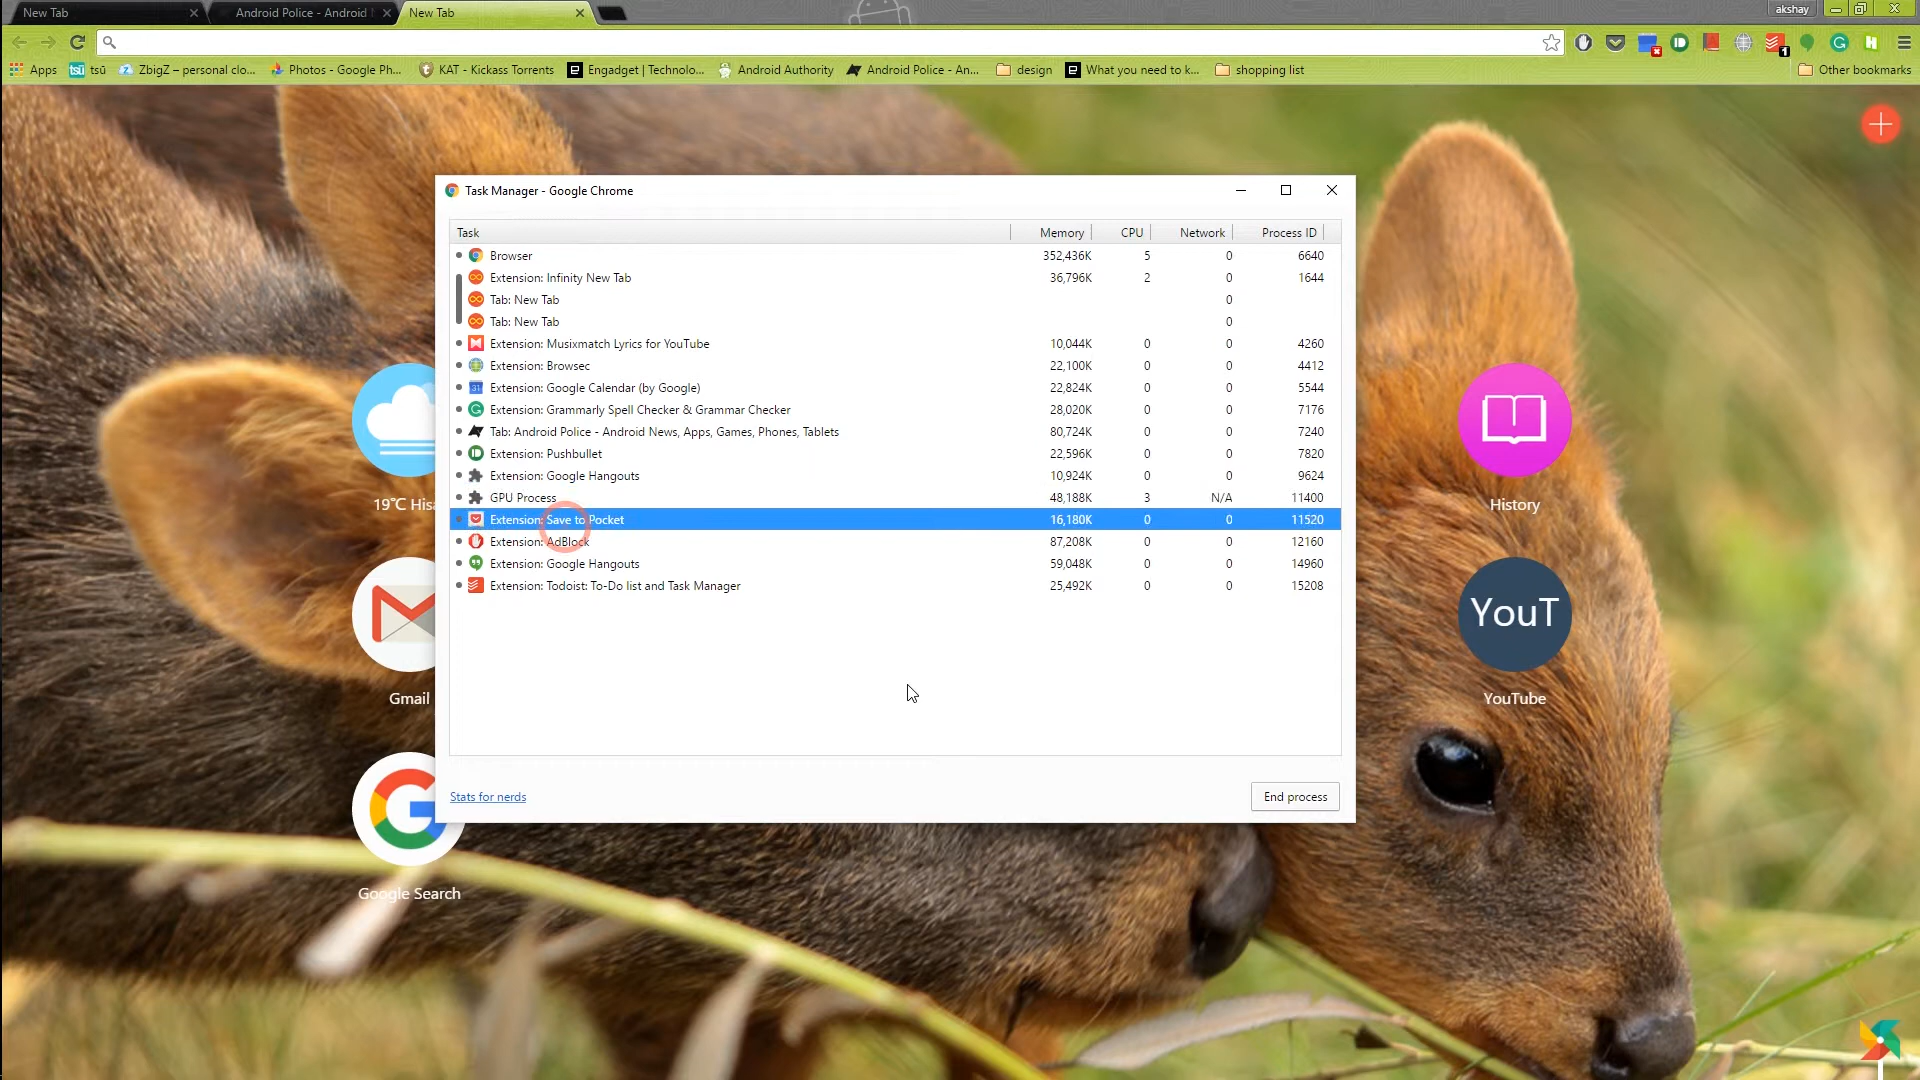 New Tab
Android Police - Android
New Tab
akshay
1
Apps
tsū tsū
ZbigZ – personal clo...
Photos - Google Ph...
KAT - Kickass Torrents
Engadget | Technolo...
Android Authority
Android Police - An...
design
What you need to k...
shopping list
Other bookmarks
Task Manager - Google Chrome
Task Memory CPU Network Process ID
Browser 352,436K 5 0 6640
Extension: Infinity New Tab 36,796K 2 0 1644
Tab: New Tab 0
Tab: New Tab 0
Extension: Musixmatch Lyrics for YouTube 10,044K 0 0 4260
Extension: Browsec 22,100K 0 0 4412
31 Extension: Google Calendar (by Google) 22,824K 0 0 5544
Extension: Grammarly Spell Checker & Grammar Checker 28,020K 0 0 7176
Tab: Android Police - Android News, Apps, Games, Phones, Tablets 80,724K 0 0 7240
Extension: Pushbullet 22,596K 0 0 7820
Extension: Google Hangouts 10,924K 0 0 9624
GPU Process 48,188K 3 N/A 11400
Extension: Save to Pocket 16,180K 0 0 11520
Extension: AdBlock 87,208K 0 0 12160
Extension: Google Hangouts 59,048K 0 0 14960
Extension: Todoist: To-Do list and Task Manager 25,492K 0 0 15208
Stats for nerds
End process
19℃ Hisa
Gmail
Google Search
History
YouT
YouTube